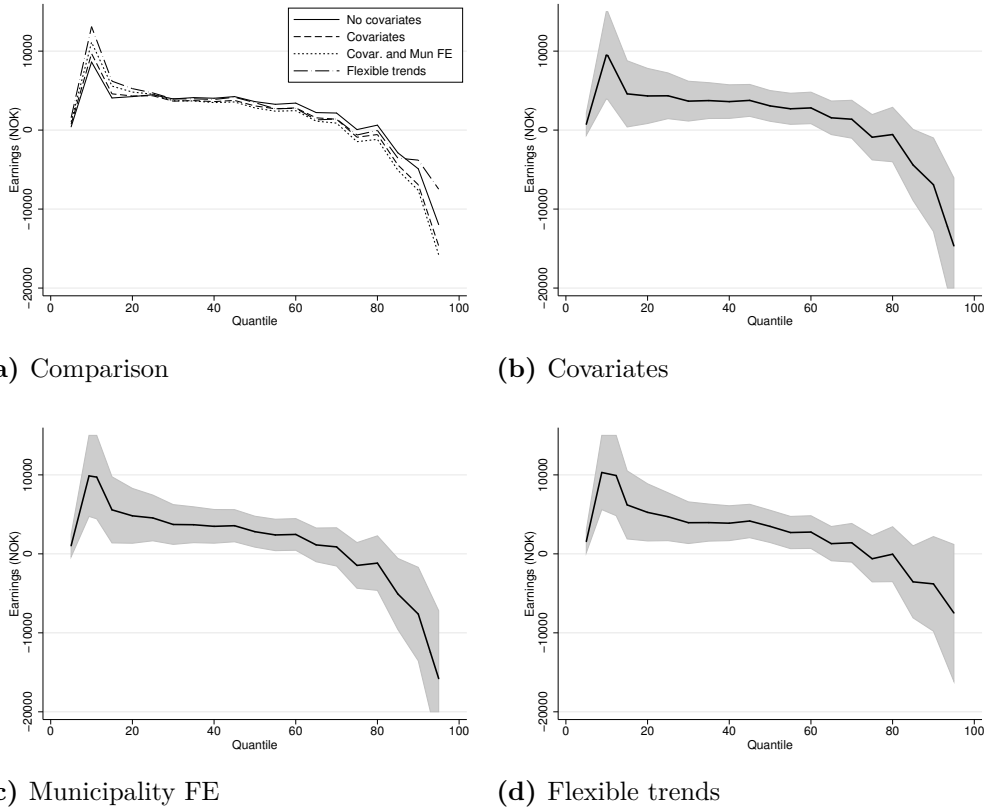 No covariates
Covariates
Covar. and Mun FE
Flexible trends
Earnings (NOK)
10000
0
−10000
−20000
0 20 40 60 80 100
Quantile
Earnings (NOK)
10000
0
−10000
−20000
0 20 40 60 80 100
Quantile
a) Comparison
(b) Covariates
Earnings (NOK)
10000
0
−10000
−20000
0 20 40 60 80 100
Quantile
Earnings (NOK)
10000
0
−10000
−20000
0 20 40 60 80 100
Quantile
c) Municipality FE
(d) Flexible trends